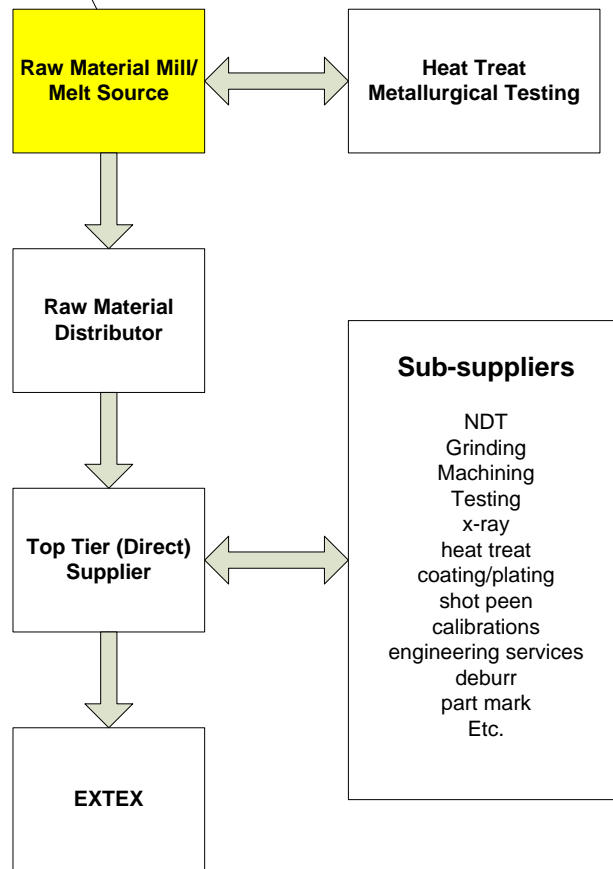 Raw Material Mill/
Melt Source
Heat Treat
Metallurgical Testing
Raw Material
Distributor
Sub-suppliers
NDT
Grinding
Machining
Testing
x-ray
heat treat
coating/plating
shot peen
calibrations
engineering services
deburr
part mark
Etc.
Top Tier (Direct)
Supplier
EXTEX